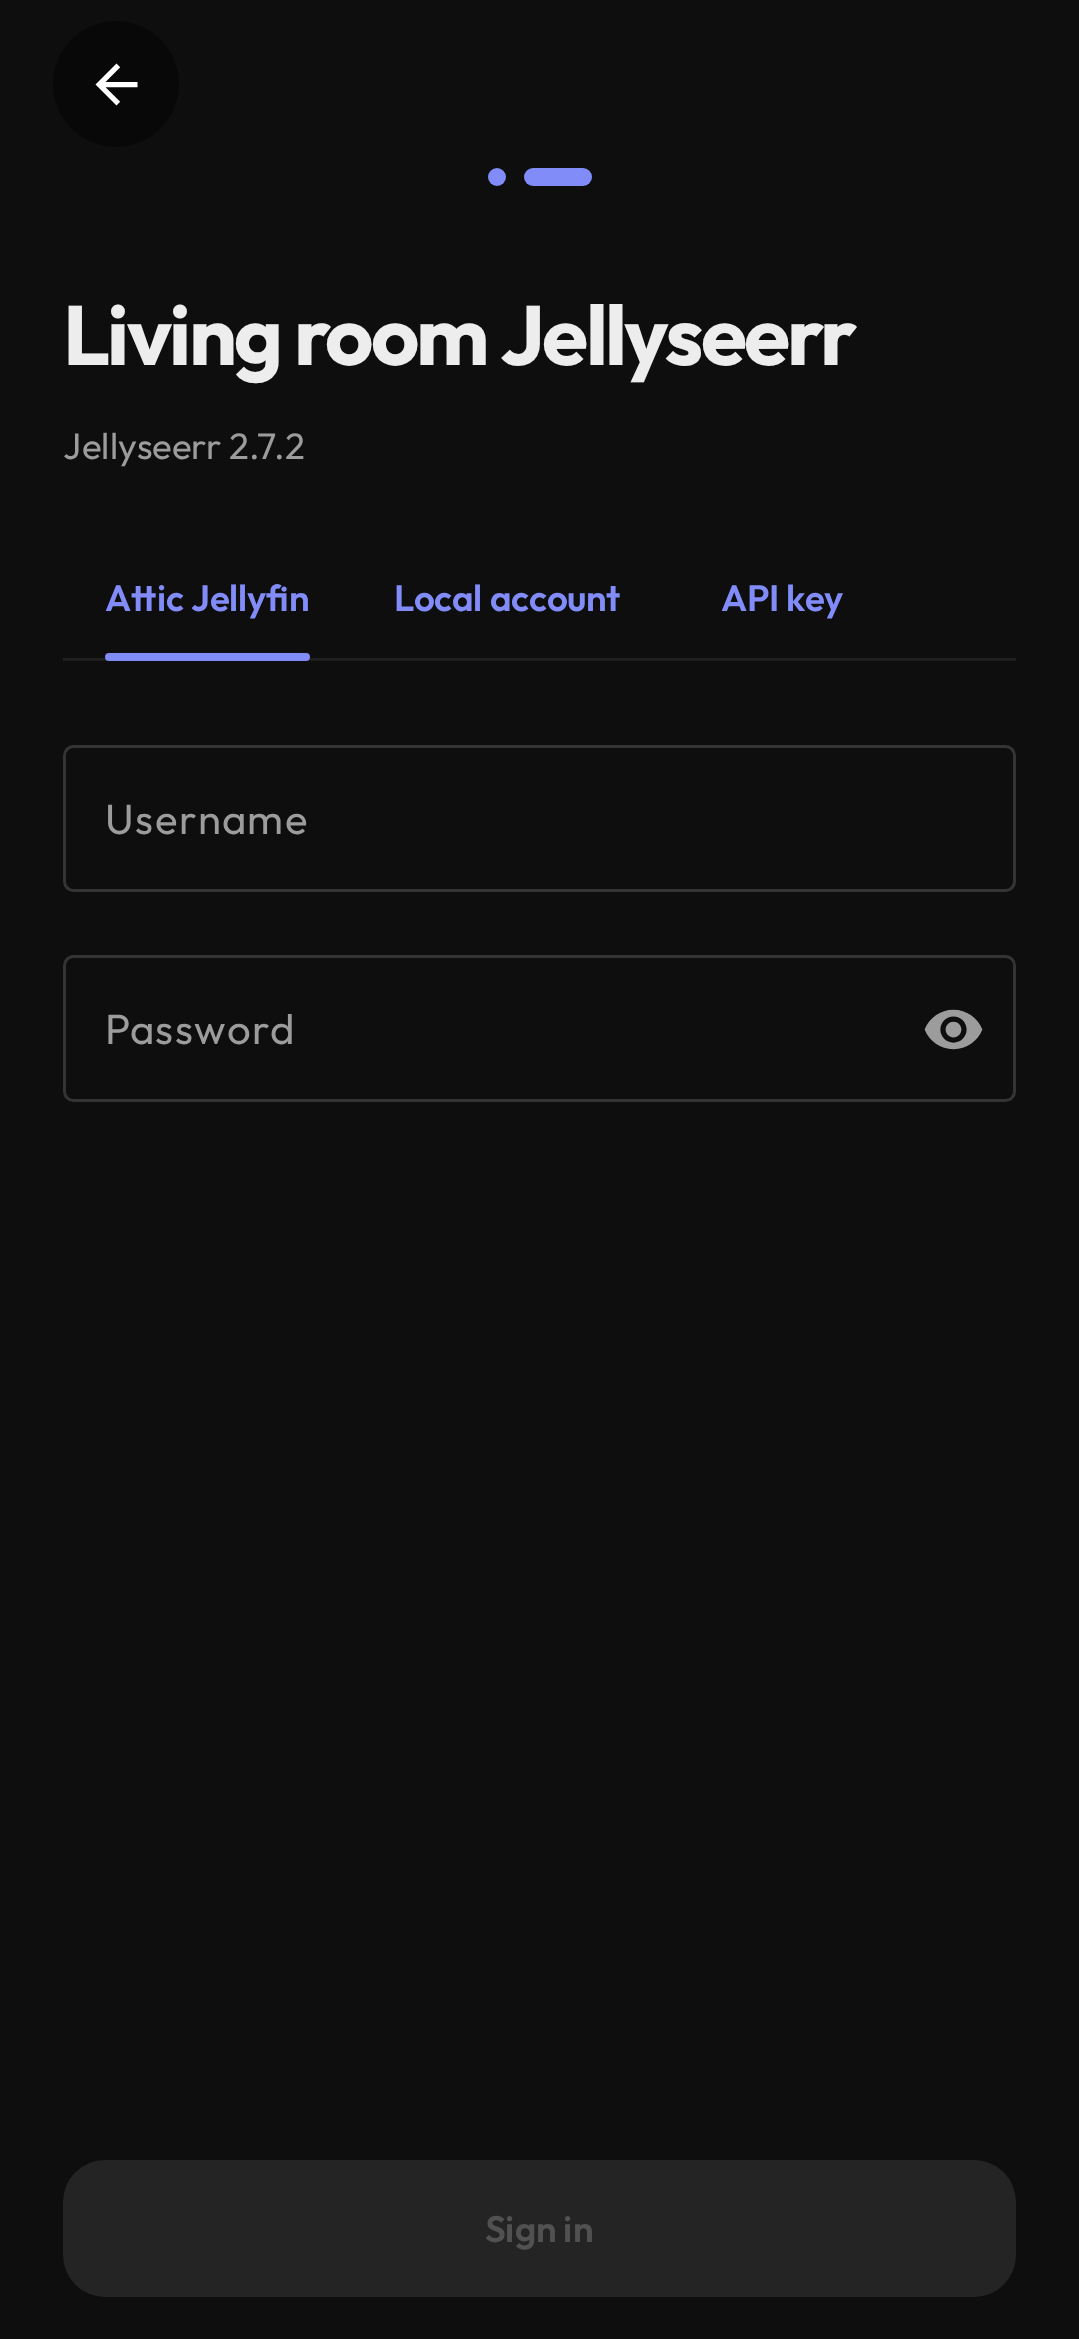 Living room Jellyseerr
Jellyseerr 2.7.2
Attic Jellyfin Local account API key
Username
Password
Sign in